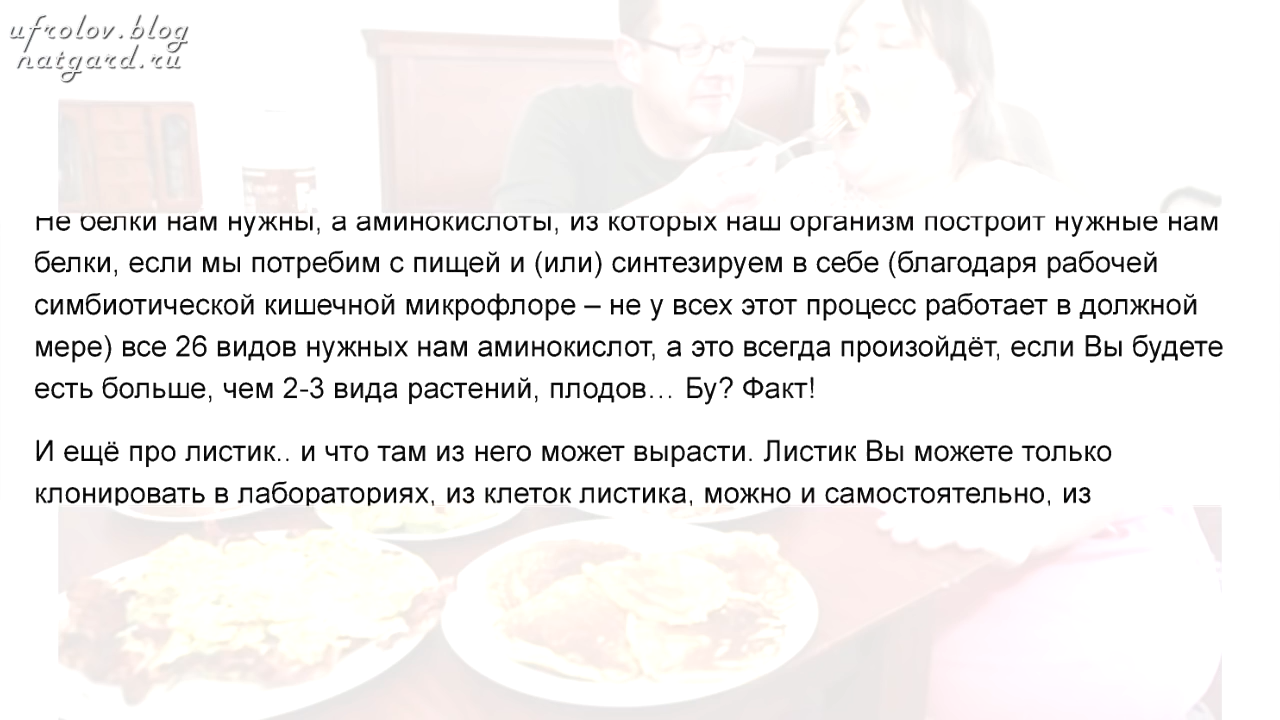 ufrolov.blog
natgard.ru
Не белки нам нужны, а аминокислоты, из которых наш организм построит нужные нам
белки, если мы потребим с пищей и (или) синтезируем в себе (благодаря рабочей
симбиотической кишечной микрофлоре – не у всех этот процесс работает в должной
мере) все 26 видов нужных нам аминокислот, а это всегда произойдёт, если Вы будете
есть больше, чем 2-3 вида растений, плодов… Бу? Факт!
И ещё про листик.. и что там из него может вырасти. Листик Вы можете только
клонировать в лабораториях, из клеток листика, можно и самостоятельно, из